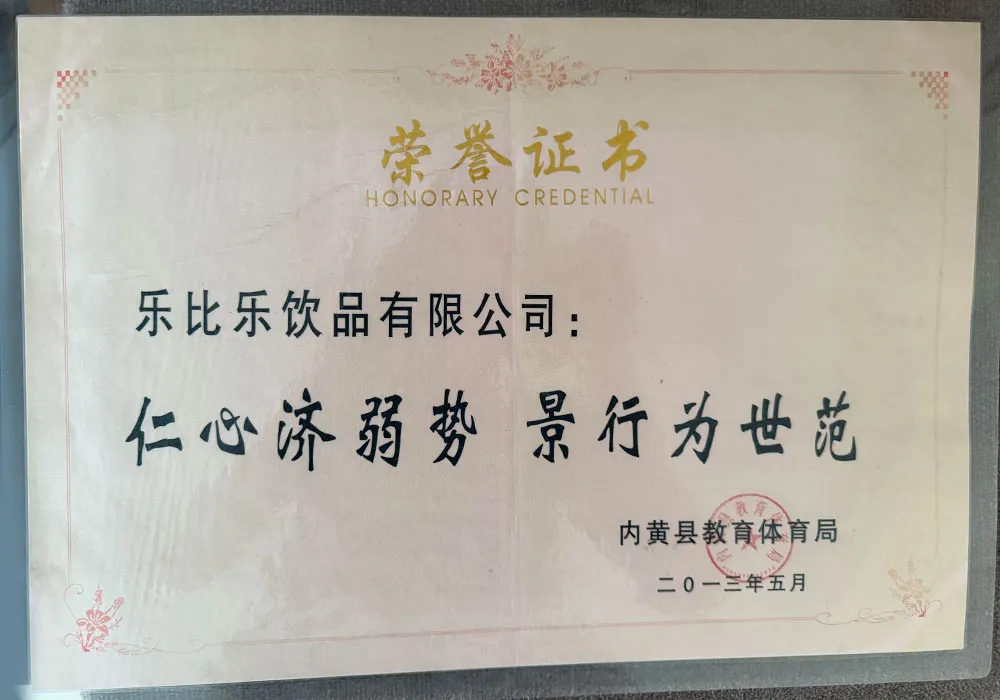 荣誉证书
HONORARY CREDENTIAL
乐比乐饮品有限公司：
仁心济弱势 景行为世范
内黄县教育体育局
二0一三年五月